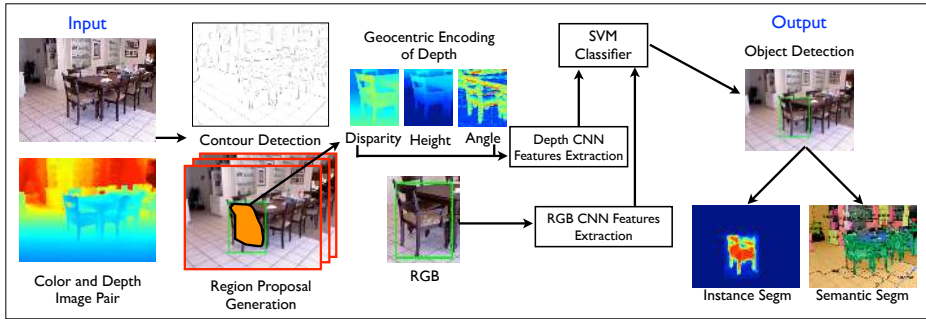 Input
Color and Depth
Image Pair
Contour Detection
Region Proposal
Generation
Geocentric Encoding
of Depth
Disparity
Height
Angle
RGB
Depth CNN
Features Extraction
RGB CNN Features
Extraction
SVM
Classifier
Output
Object Detection
Instance Segm
Semantic Segm